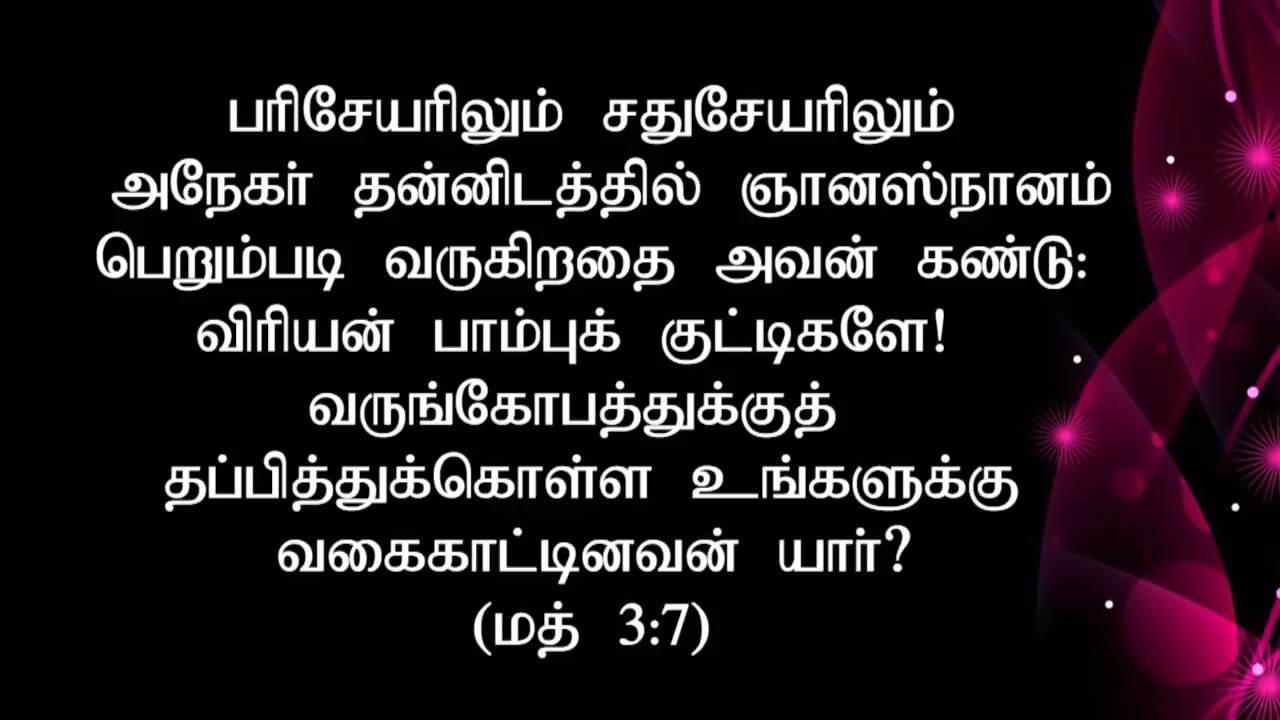 பரிசேயரிலும் சதுசேயரிலும்
அநேகர் தன்னிடத்தில் ஞானஸ்நானம்
பெறும்படி வருகிறதை அவன் கண்டு:
விரியன் பாம்புக் குட்டிகளே!
வருங்கோபத்துக்குத்
தப்பித்துக்கொள்ள உங்களுக்கு
வகைகாட்டினவன் யார்?
(மத் 3:7)